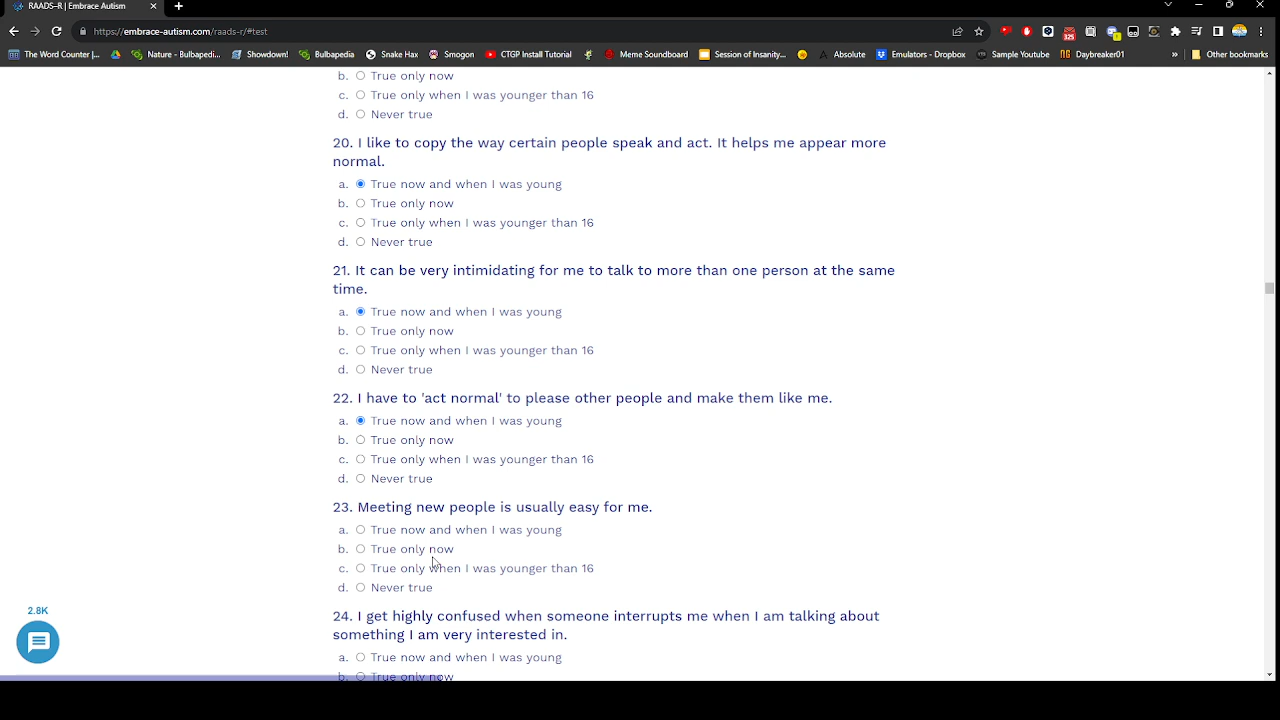 RAADS-R | Embrace Autism
https://embrace-autism.com/raads-r/#test
325
The Word Counter |...
Nature - Bulbapedi...
Showdown!
Bulbapedia
Snake Hax
Smogon
CTGP Install Tutorial
Meme Soundboard
Session of Insanity...
Absolute
Emulators - Dropbox
Sample Youtube
Daybreaker01
»
Other bookmarks
b. True only now
c. True only when I was younger than 16
d. Never true
20. I like to copy the way certain people speak and act. It helps me appear more
normal.
a. True now and when I was young
b. True only now
c. True only when I was younger than 16
d. Never true
21. It can be very intimidating for me to talk to more than one person at the same
time.
a. True now and when I was young
b. True only now
c. True only when I was younger than 16
d. Never true
22. I have to 'act normal' to please other people and make them like me.
a. True now and when I was young
b. True only now
c. True only when I was younger than 16
d. Never true
23. Meeting new people is usually easy for me.
a. True now and when I was young
b. True only now
c. True only when I was younger than 16
d. Never true
2.8K
24. I get highly confused when someone interrupts me when I am talking about
something I am very interested in.
a. True now and when I was young
b. True only now